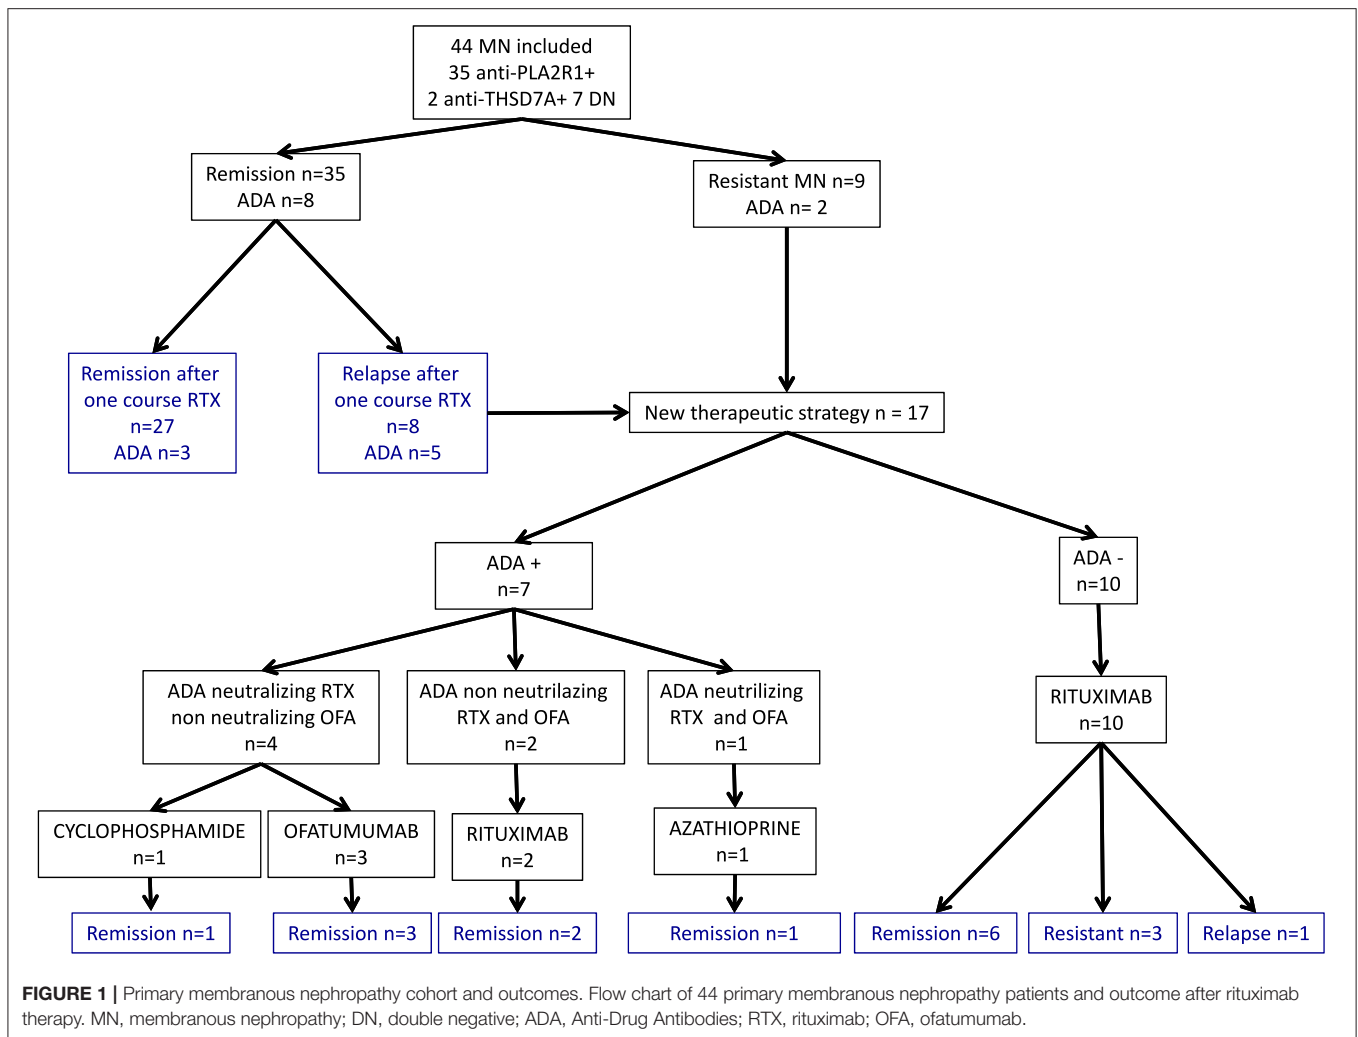 44 MN included
35 anti-PLA2R1+
2 anti-THSD7A+ 7 DN
Remission n=35
ADA n=8
Resistant MN n=9
ADA n= 2
Remission after
one course RTX
n=27
ADA n=3
Relapse after
one course RTX
n=8
ADA n=5
New therapeutic strategy n = 17
ADA +
n=7
ADA -
n=10
ADA neutralizing RTX
non neutralizing OFA
n=4
ADA non neutrilazing
RTX and OFA
n=2
ADA neutrilizing
RTX and OFA
n=1
RITUXIMAB
n=10
CYCLOPHOSPHAMIDE
n=1
OFATUMUMAB
n=3
RITUXIMAB
n=2
AZATHIOPRINE
n=1
Remission n=1
Remission n=3
Remission n=2
Remission n=1
Remission n=6
Resistant n=3
Relapse n=1
FIGURE 1 | Primary membranous nephropathy cohort and outcomes. Flow chart of 44 primary membranous nephropathy patients and outcome after rituximab
therapy. MN, membranous nephropathy; DN, double negative; ADA, Anti-Drug Antibodies; RTX, rituximab; OFA, ofatumumab.